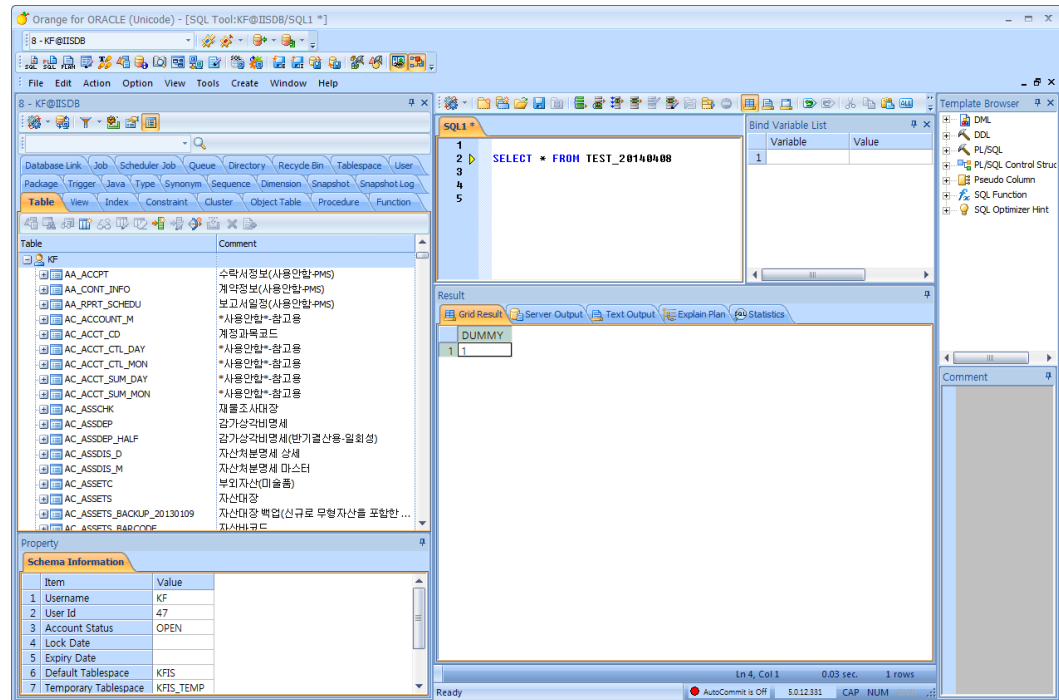 Orange for ORACLE (Unicode) - [SQL Tool:KF@IISDB/SQL1 *]
8 - KF@IISDB
SQL SQL PLAN
File Edit Action Option View Tools Create Window Help
8 - KF@IISDB
Database Link Job Scheduler Job Queue Directory Recycle Bin Tablespace User
Package Trigger Java Type Synonym Sequence Dimension Snapshot Snapshot Log
Table View Index Constraint Cluster Object Table Procedure Function
Table Comment
KF
AA_ACCPT 수락서정보(사용안함-PMS)
AA_CONT_INFO 계약정보(사용안함-PMS)
AA_RPRT_SCHEDU 보고서일정(사용안함-PMS)
AC_ACCOUNT_M *사용안함*-참고용
AC_ACCT_CD 계정과목코드
AC_ACCT_CTL_DAY *사용안함*-참고용
AC_ACCT_CTL_MON *사용안함*-참고용
AC_ACCT_SUM_DAY *사용안함*-참고용
AC_ACCT_SUM_MON *사용안함*-참고용
AC_ASSCHK 재물조사대장
AC_ASSDEP 감가상각비명세
AC_ASSDEP_HALF 감가상각비명세(반기결산용-일회성)
AC_ASSDIS_D 자산처분명세 상세
AC_ASSDIS_M 자산처분명세 마스터
AC_ASSETC 부외자산(미술품)
AC_ASSETS 자산대장
AC_ASSETS_BACKUP_20130109 자산대장 백업(신규로 무형자산을 포함한 ...
AC_ASSETS_BARCODE 자산바코드
Property
Schema Information
Item Value
1 Username KF
2 User Id 47
3 Account Status OPEN
4 Lock Date
5 Expiry Date
6 Default Tablespace KFIS
7 Temporary Tablespace KFIS_TEMP
SQL1 *
1
2 SELECT * FROM TEST_20140408
3
4
5
Bind Variable List
Variable Value
1
Result
Grid Result Server Output Text Output Explain Plan SQL Statistics
DUMMY
1 1
Template Browser
DML
DDL
PL/SQL
PL/SQL Control Struc
Pseudo Column
SQL Function
SQL Optimizer Hint
Comment
Ln 4, Col 1 0.03 sec. 1 rows
Ready AutoCommit is Off 5.0.12.331 CAP NUM